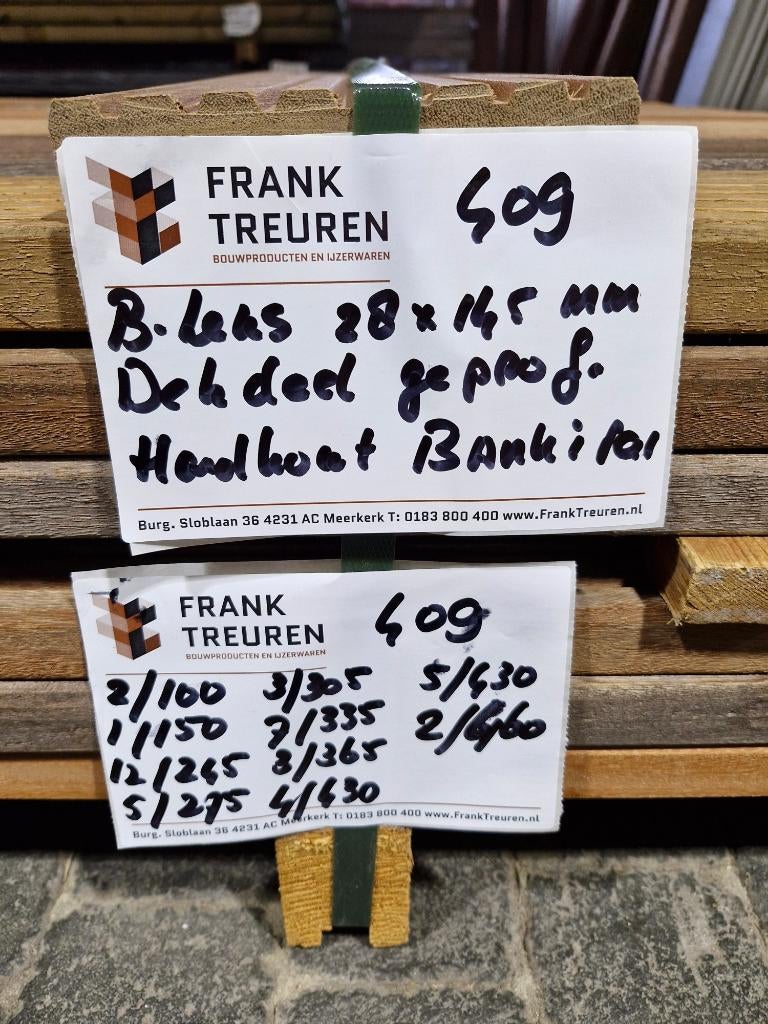 FRANK
TREUREN
BOUWPRODUCTEN EN IJZERWAREN
409
B. keus 28 x 145 mm
Dekdeel geprof.
Hardhout Bankirai
Burg. Sloblaan 36 4231 AC Meerkerk T: 0183 800 400 www.FrankTreuren.nl
FRANK
TREUREN
BOUWPRODUCTEN EN IJZERWAREN
409
2/100 3/305 5/430
1/150 7/335 2/460
12/245 3/365
5/275 4/430
Burg. Sloblaan 36 4231 AC Meerkerk T: 0183 800 400 www.FrankTreuren.nl